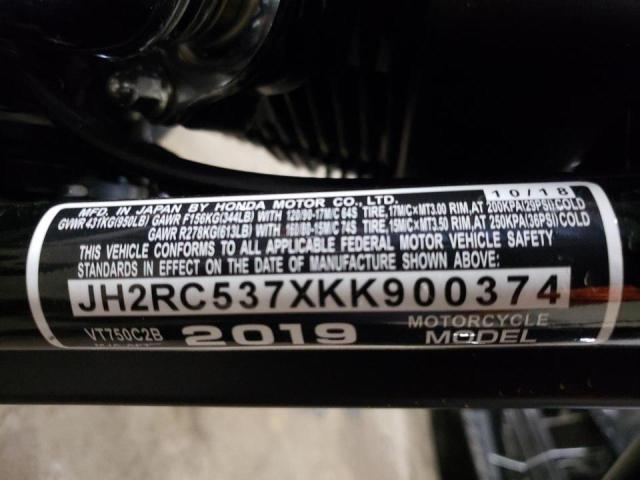 10/18
MFD. IN JAPAN BY HONDA MOTOR CO., LTD.
GVWR 431KG(950LB) GAWR F156KG(344LB) WITH 120/90-17M/C 64S TIRE, 17M/C×MT3.00 RIM, AT 200KPA(29PSI)COLD
GAWR R278KG(613LB) WITH 160/80-15M/C 74S TIRE, 15M/C×MT3.50 RIM, AT 250KPA(36PSI)COLD
THIS VEHICLE CONFORMS TO ALL APPLICABLE FEDERAL MOTOR VEHICLE SAFETY
STANDARDS IN EFFECT ON THE DATE OF MANUFACTURE SHOWN ABOVE:
JH2RC537XKK900374
VT750C2B 2019 MOTORCYCLE
MODEL